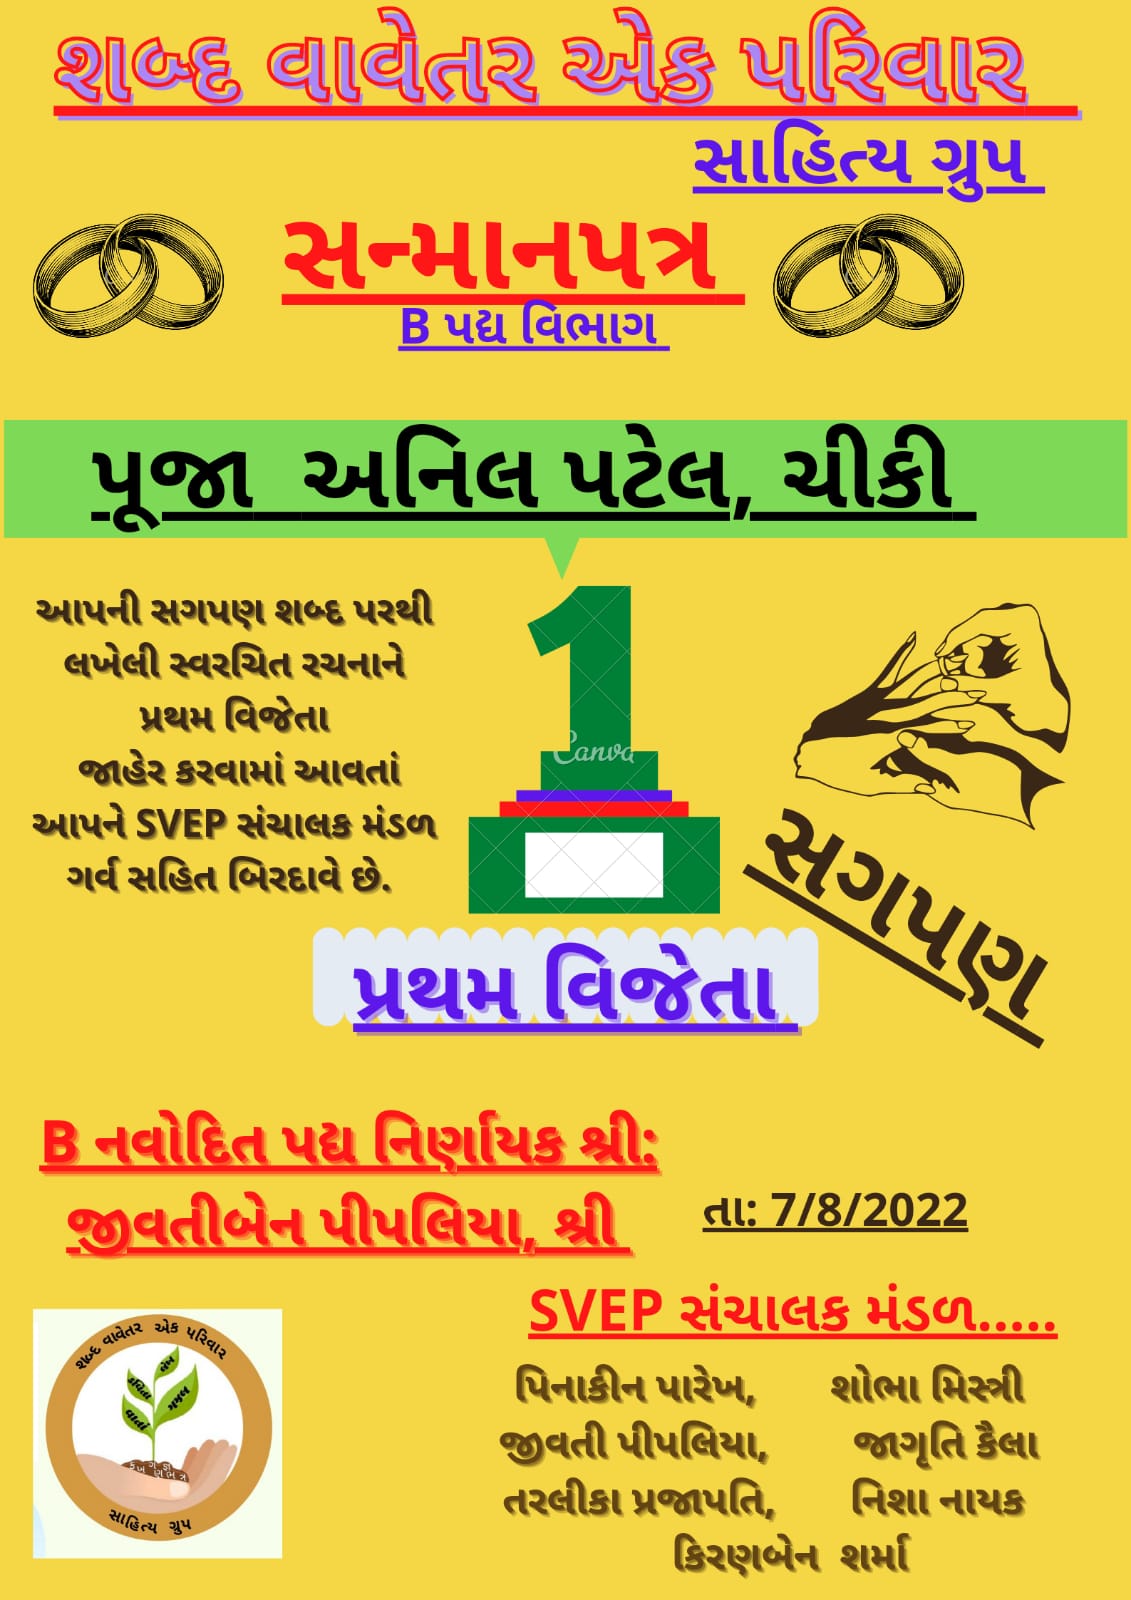 શબ્દ વાવેતર એક પરિવાર
સાહિત્ય ગ્રુપ
સન્માનપત્ર
B પદ્ય વિભાગ
પૂજા અનિલ પટેલ, ચીકી
આપની સગપણ શબ્દ પરથી
લખેલી સ્વરચિત રચનાને
પ્રથમ વિજેતા
જાહેર કરવામાં આવતાં
આપને SVEP સંચાલક મંડળ
ગર્વ સહિત બિરદાવે છે.
Canva
સગપણ
પ્રથમ વિજેતા
B નવોદિત પદ્ય નિર્ણાયક શ્રી:
જીવતીબેન પીપલિયા, શ્રી
તા: 7/8/2022
SVEP સંચાલક મંડળ.....
પિનાકીન પારેખ, શોભા મિસ્ત્રી
જીવતી પીપલિયા, જાગૃતિ કૈલા
તરલીકા પ્રજાપતિ, નિશા નાયક
કિરણબેન શર્મા
શબ્દ વાવેતર એક પરિવાર
કવિતા
વાર્તા
સાહિત્ય ગ્રુપ